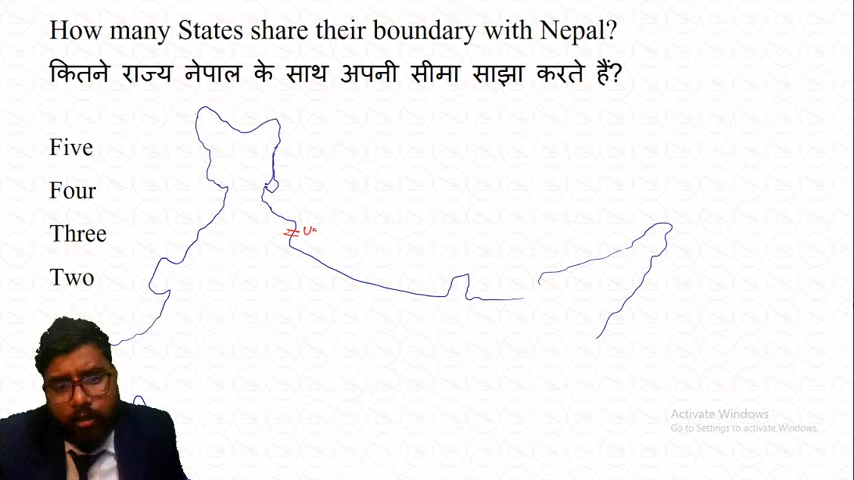 How many States share their boundary with Nepal?
कितने राज्य नेपाल के साथ अपनी सीमा साझा करते हैं?
Five
Four
Three
Two
Activate Windows
Go to Settings to activate Windows.